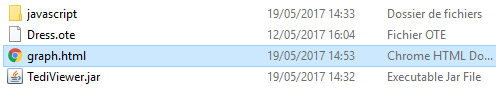 javascript 19/05/2017 14:33 Dossier de fichiers
Dress.ote 12/05/2017 16:04 Fichier OTE
graph.html 19/05/2017 14:53 Chrome HTML Do...
TediViewer.jar 19/05/2017 14:32 Executable Jar File